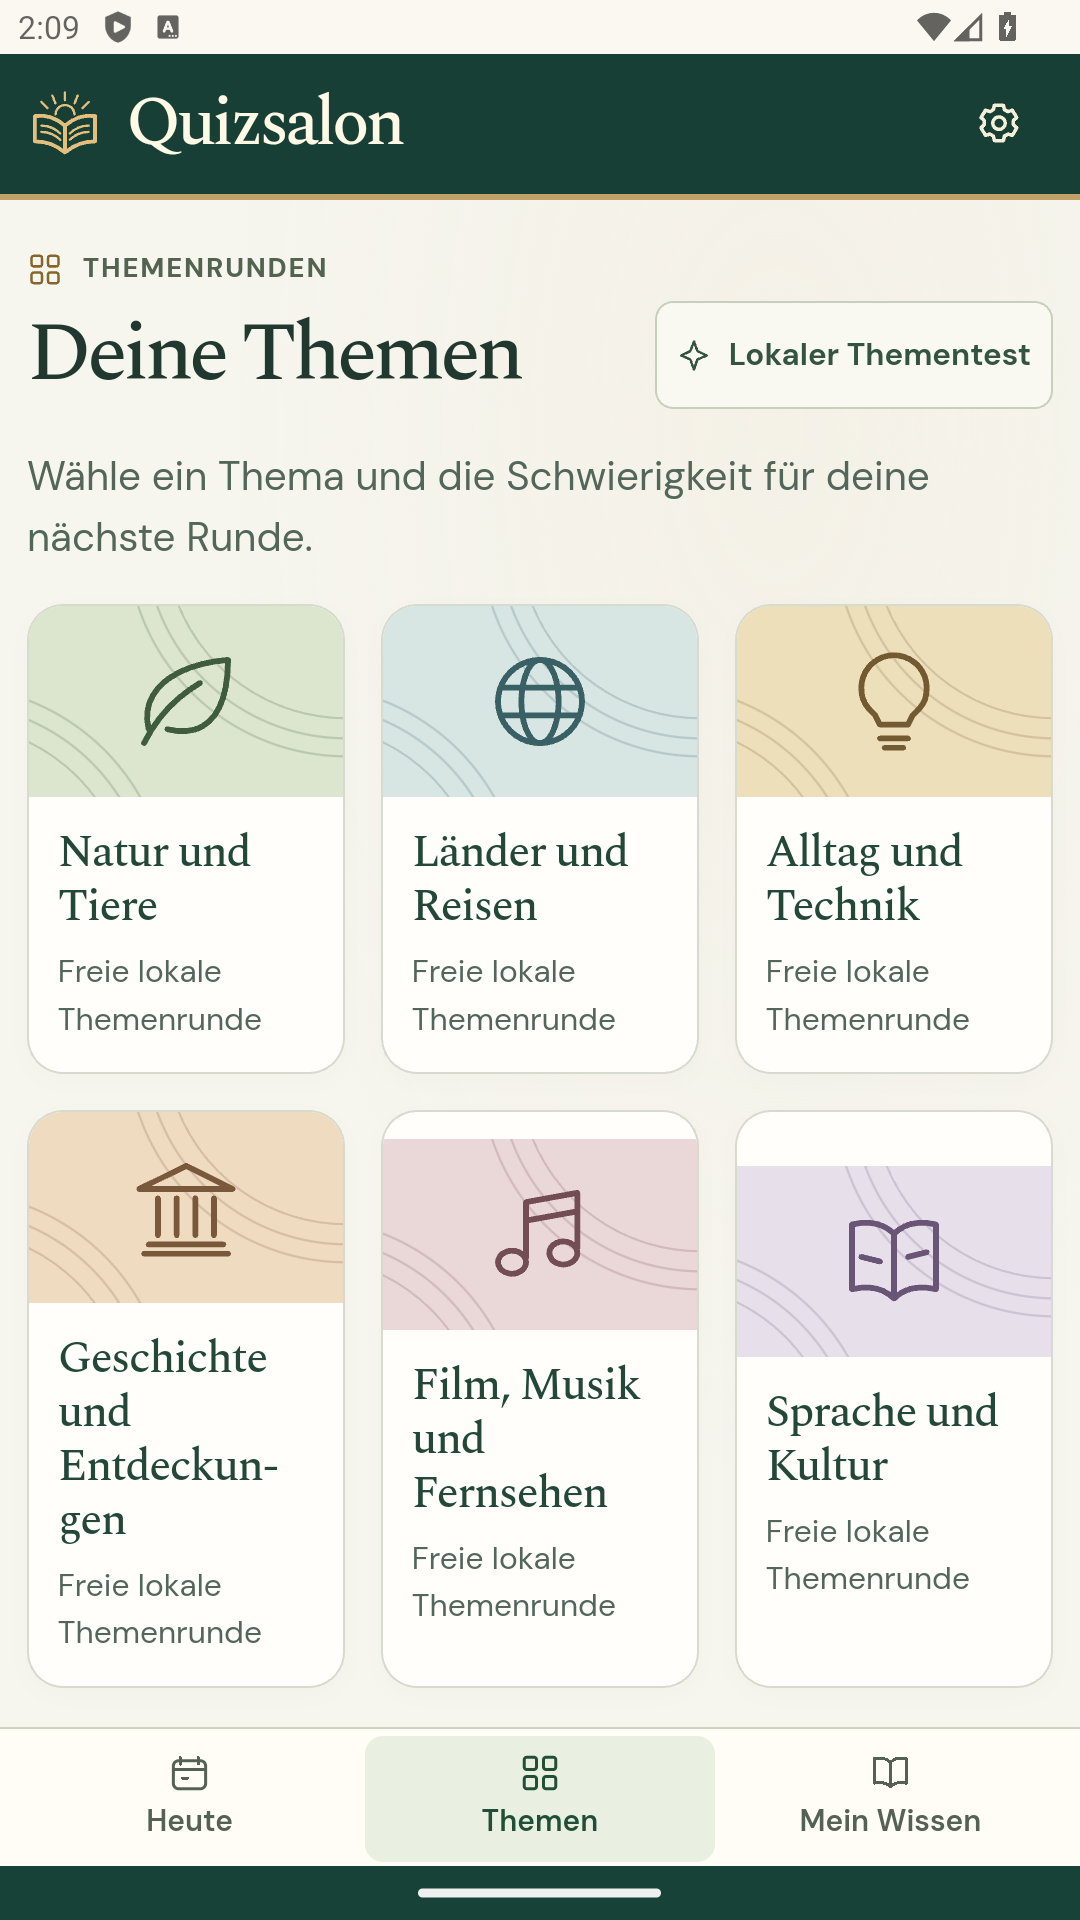 2:09
Quizsalon
THEMENRUNDEN
Deine Themen
Lokaler Thementest
Wähle ein Thema und die Schwierigkeit für deine
nächste Runde.
Natur und
Tiere
Freie lokale
Themenrunde
Länder und
Reisen
Freie lokale
Themenrunde
Alltag und
Technik
Freie lokale
Themenrunde
Geschichte
und
Entdeckun-
gen
Freie lokale
Themenrunde
Film, Musik
und
Fernsehen
Freie lokale
Themenrunde
Sprache und
Kultur
Freie lokale
Themenrunde
Heute
Themen
Mein Wissen